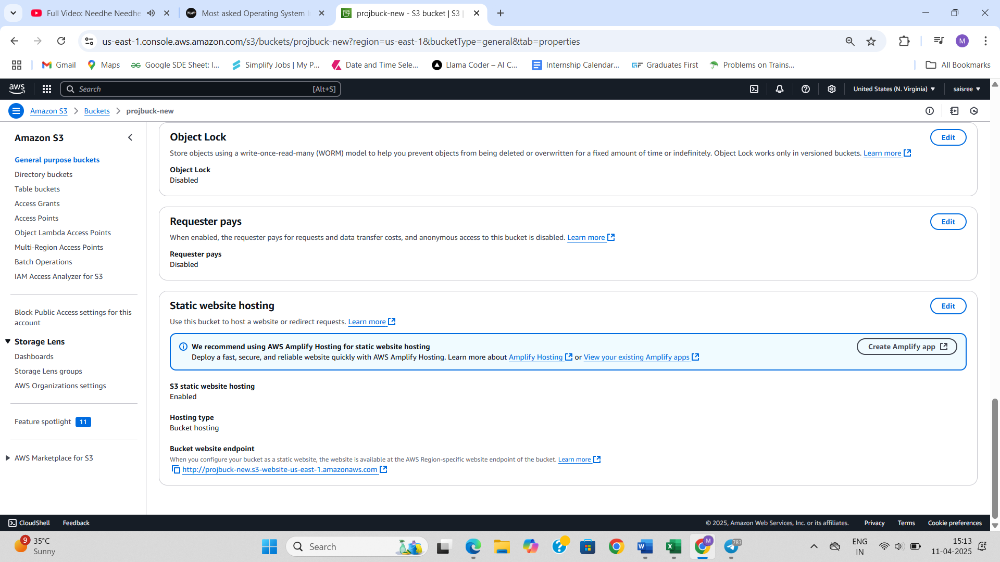 Full Video: Needhe Needhe
Most asked Operating System I
projbuck-new - S3 bucket | S3 |
us-east-1.console.aws.amazon.com/s3/buckets/projbuck-new?region=us-east-1&bucketType=general&tab=properties
M
Gmail
Maps
Google SDE Sheet: I...
Simplify Jobs | My P...
Date and Time Sele...
Llama Coder – AI C...
Internship Calendar...
Graduates First
Problems on Trains...
All Bookmarks
aws
Search
[Alt+S]
United States (N. Virginia)
saisree
Amazon S3
Buckets
projbuck-new
Amazon S3
General purpose buckets
Directory buckets
Table buckets
Access Grants
Access Points
Object Lambda Access Points
Multi-Region Access Points
Batch Operations
IAM Access Analyzer for S3
Block Public Access settings for this
account
Storage Lens
Dashboards
Storage Lens groups
AWS Organizations settings
Feature spotlight 11
AWS Marketplace for S3
Object Lock
Edit
Store objects using a write-once-read-many (WORM) model to help you prevent objects from being deleted or overwritten for a fixed amount of time or indefinitely. Object Lock works only in versioned buckets. Learn more
Object Lock
Disabled
Requester pays
Edit
When enabled, the requester pays for requests and data transfer costs, and anonymous access to this bucket is disabled. Learn more
Requester pays
Disabled
Static website hosting
Edit
Use this bucket to host a website or redirect requests. Learn more
We recommend using AWS Amplify Hosting for static website hosting
Deploy a fast, secure, and reliable website quickly with AWS Amplify Hosting. Learn more about Amplify Hosting or View your existing Amplify apps
Create Amplify app
S3 static website hosting
Enabled
Hosting type
Bucket hosting
Bucket website endpoint
When you configure your bucket as a static website, the website is available at the AWS Region-specific website endpoint of the bucket. Learn more
http://projbuck-new.s3-website-us-east-1.amazonaws.com
CloudShell
Feedback
© 2025, Amazon Web Services, Inc. or its affiliates.
Privacy
Terms
Cookie preferences
9
35°C
Sunny
Search
M
783
ENG
IN
15:13
11-04-2025